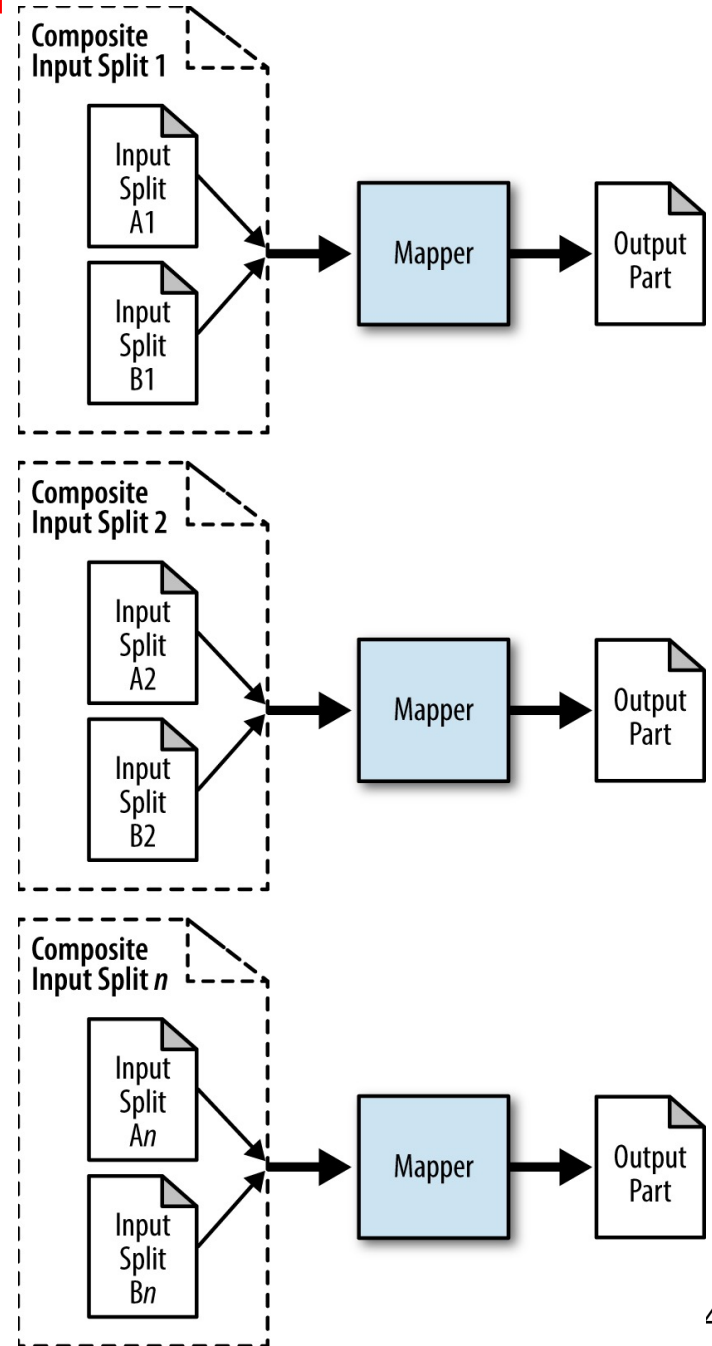 Composite
Input Split 1
Input
Split
A1
Input
Split
B1
Mapper
Output
Part
Composite
Input Split 2
Input
Split
A2
Input
Split
B2
Mapper
Output
Part
Composite
Input Split n
Input
Split
An
Input
Split
Bn
Mapper
Output
Part